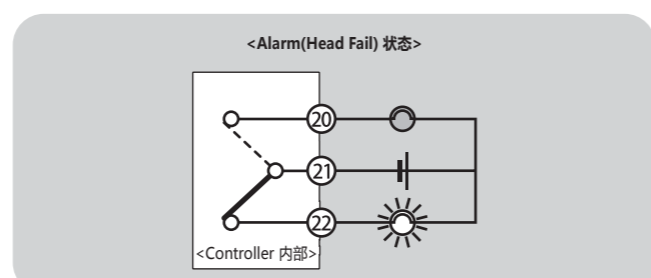 <Alarm(Head Fail) 状态>
20
21
22
<Controller 内部>